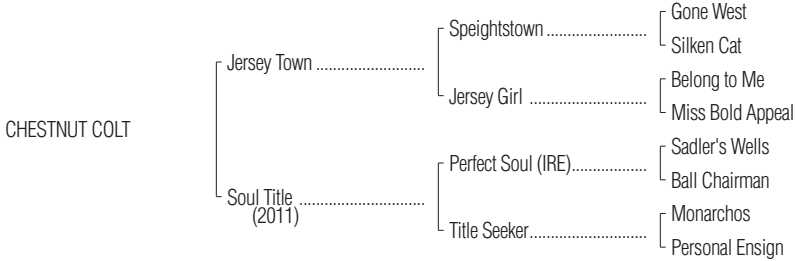 Gone West
Speightstown ........................
Silken Cat
Jersey Town ..........................
Belong to Me
Jersey Girl ............................
Miss Bold Appeal
CHESTNUT COLT
Sadler's Wells
Perfect Soul (IRE)..................
Ball Chairman
Soul Title ..............................
(2011)
Monarchos
Title Seeker............................
Personal Ensign